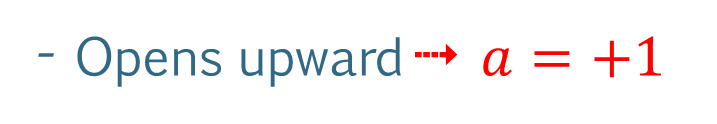 - Opens upward ⇢ a = +1